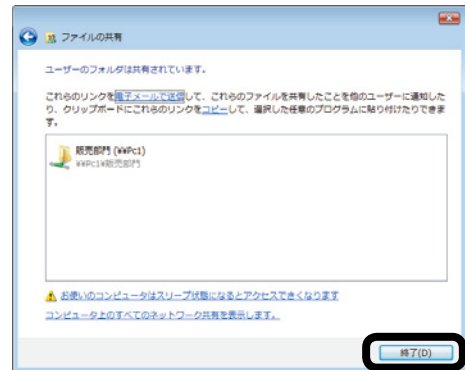 ファイルの共有
ユーザーのフォルダは共有されています。
これらのリンクを電子メールで送信して、これらのファイルを共有したことを他のユーザーに通知した
り、クリップボードにこれらのリンクをコピーして、選択した任意のプログラムに貼り付けたりできま
す。
販売部門 (¥¥Pc1)
¥¥Pc1¥販売部門
お使いのコンピュータはスリープ状態になるとアクセスできくなります
コンピュータ上のすべてのネットワーク共有を表示します。
終了(D)